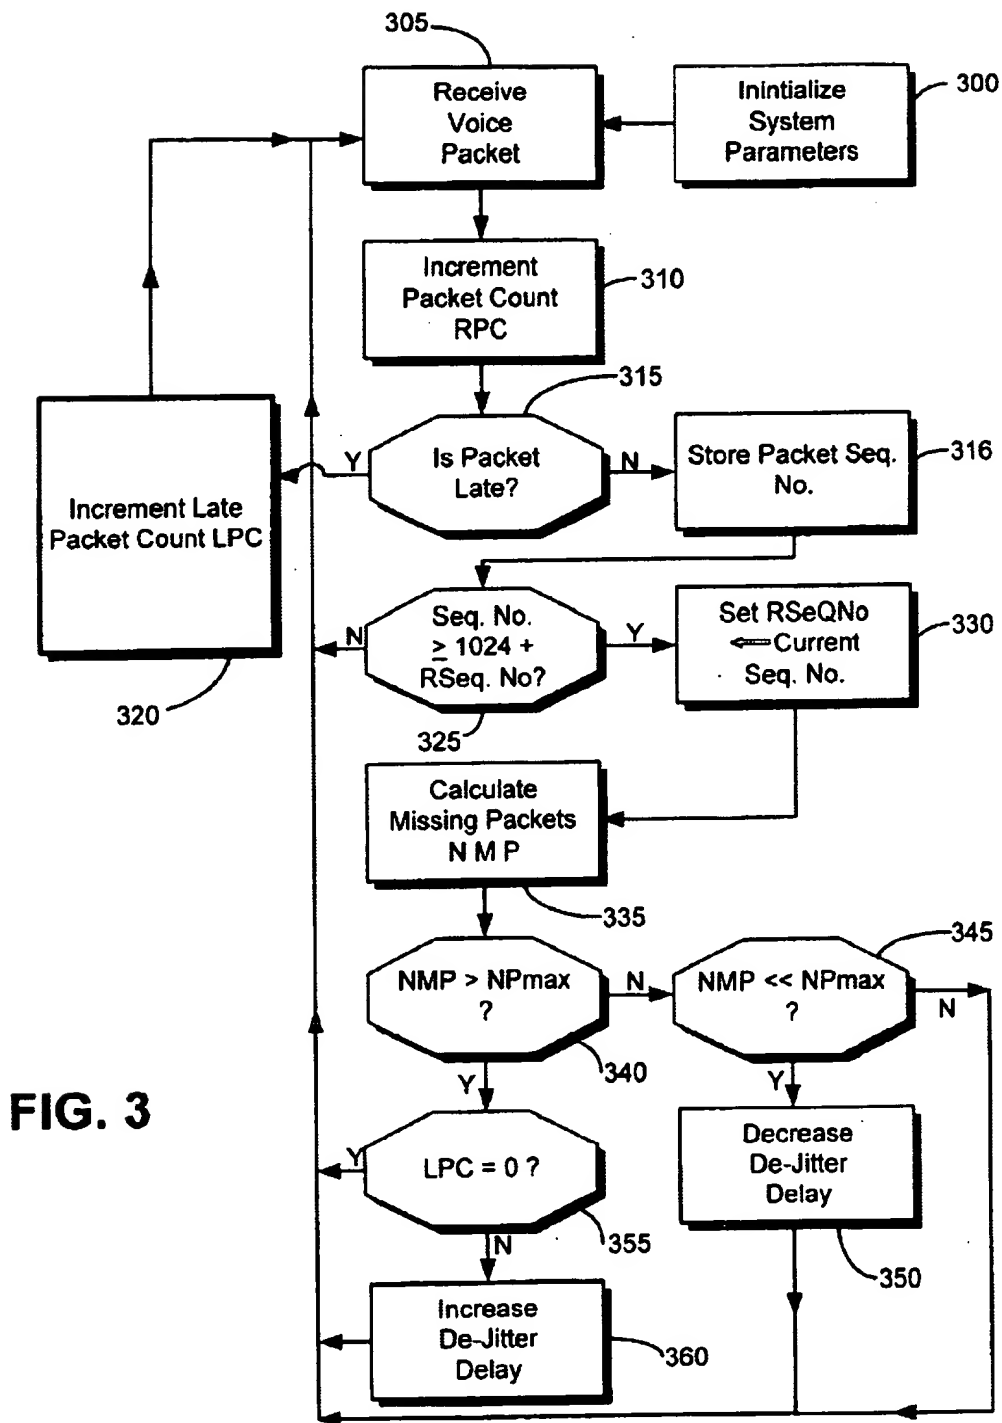 305
Receive
Voice
Packet
Inintialize
System
Parameters
300
Increment
Packet Count
RPC
310
315
Is Packet
Late?
Y
N
Store Packet Seq.
No.
316
Increment Late
Packet Count LPC
320
Seq. No.
≥ 1024 +
RSeq. No?
N
Y
325
Set RSeQNo
⟸ Current
Seq. No.
330
Calculate
Missing Packets
N M P
335
NMP > NPmax
?
N
340
Y
NMP << NPmax
?
345
N
Y
FIG. 3
LPC = 0 ?
Y
355
N
Decrease
De-Jitter
Delay
350
Increase
De-Jitter
Delay
360